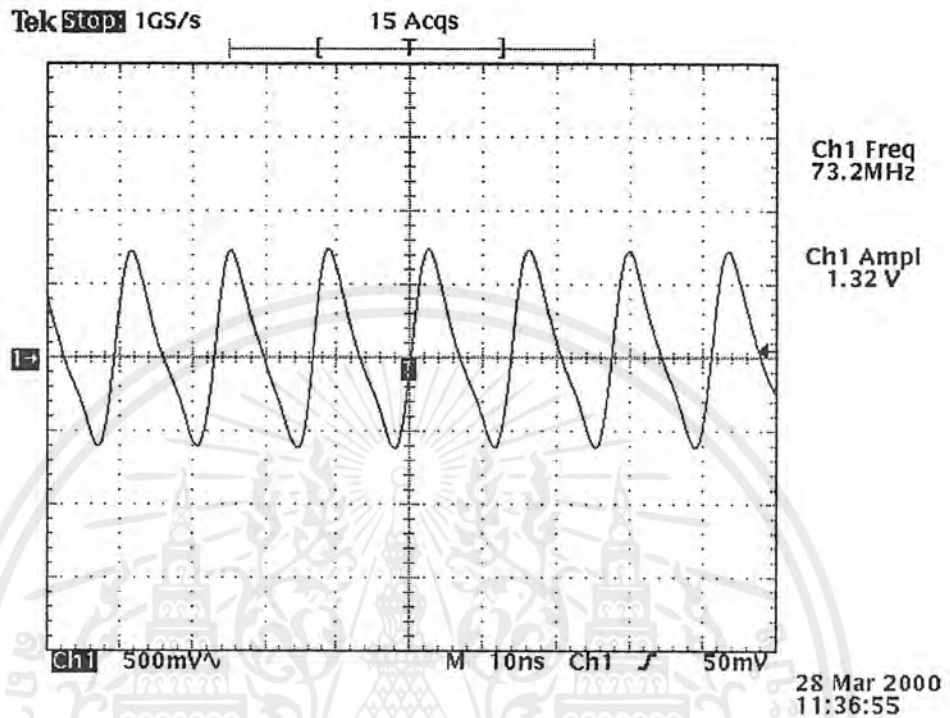 Tek Stop: 1GS/s 15 Acqs
[ T ]
Ch1 Freq
73.2MHz
Ch1 Ampl
1.32 V
1→
Ch1 500mV∿ M 10ns Ch1 ƒ 50mV
28 Mar 2000
11:36:55